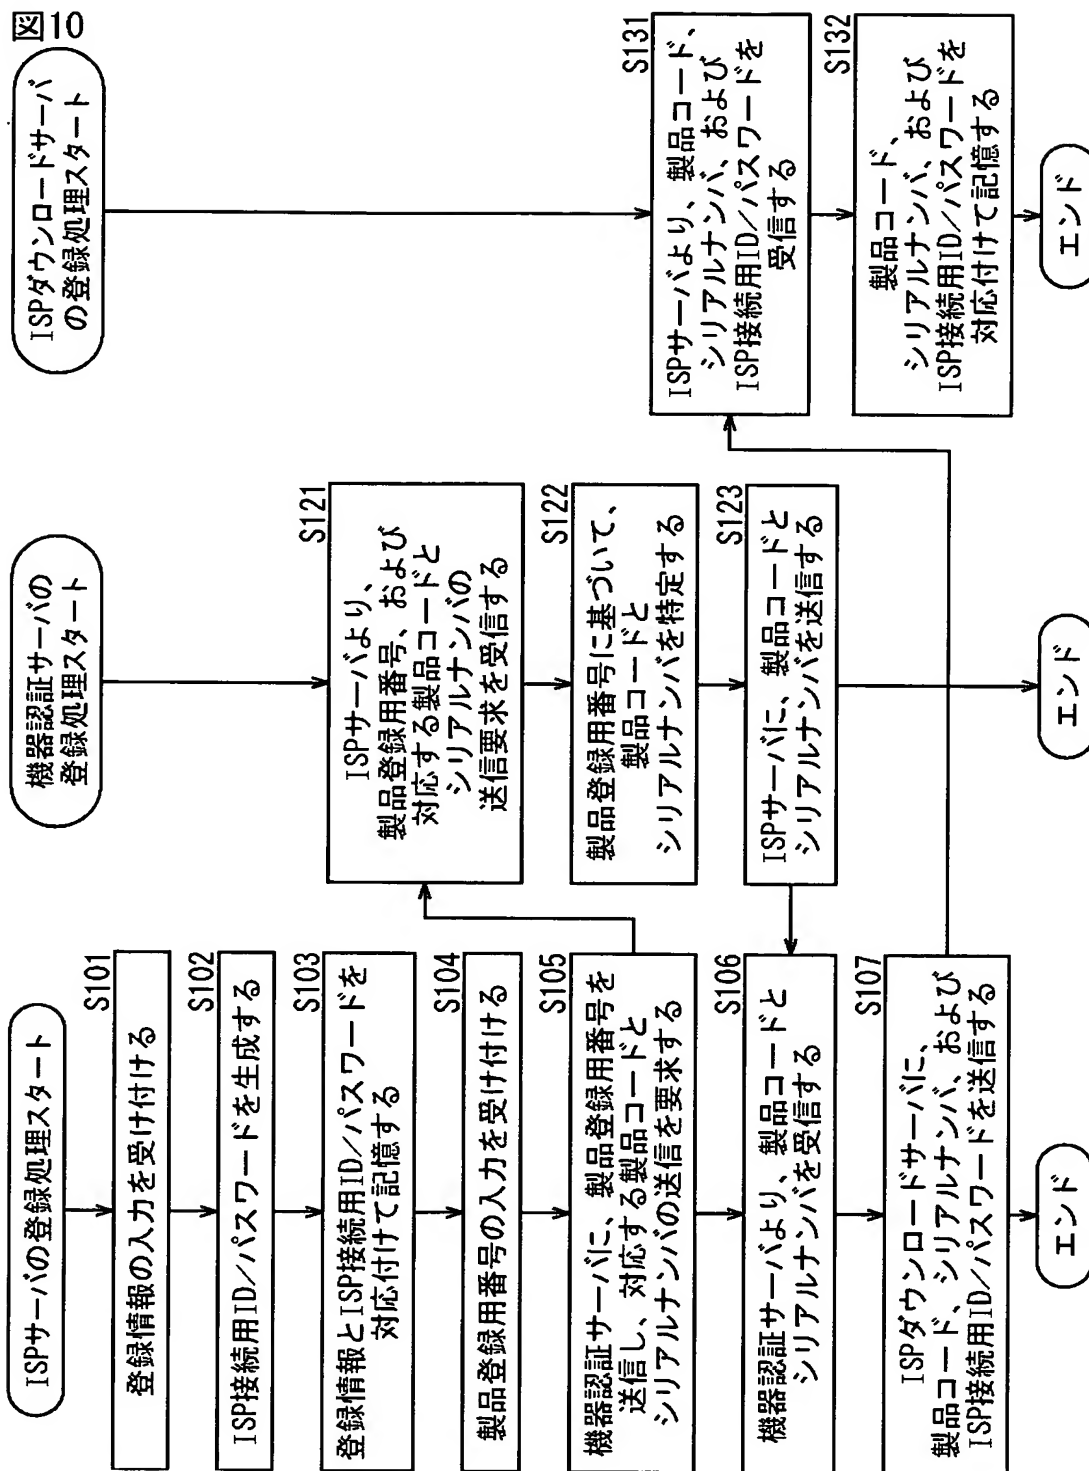 図10
ISPサーバの登録処理スタート
S101
登録情報の入力を受け付ける
S102
ISP接続用ID/パスワードを生成する
S103
登録情報とISP接続用ID/パスワードを
対応付けて記憶する
S104
製品登録用番号の入力を受け付ける
S105
機器認証サーバに、製品登録用番号を
送信し、対応する製品コードと
シリアルナンバの送信を要求する
S106
機器認証サーバより、製品コードと
シリアルナンバを受信する
S107
ISPダウンロードサーバに、
製品コード、シリアルナンバ、および
ISP接続用ID/パスワードを送信する
エンド
機器認証サーバの
登録処理スタート
S121
ISPサーバより、
製品登録用番号、および
対応する製品コードと
シリアルナンバの
送信要求を受信する
S122
製品登録用番号に基づいて、
製品コードと
シリアルナンバを特定する
S123
ISPサーバに、製品コードと
シリアルナンバを送信する
エンド
ISPダウンロードサーバ
の登録処理スタート
S131
ISPサーバより、製品コード、
シリアルナンバ、および
ISP接続用ID/パスワードを
受信する
S132
製品コード、
シリアルナンバ、および
ISP接続用ID/パスワードを
対応付けて記憶する
エンド